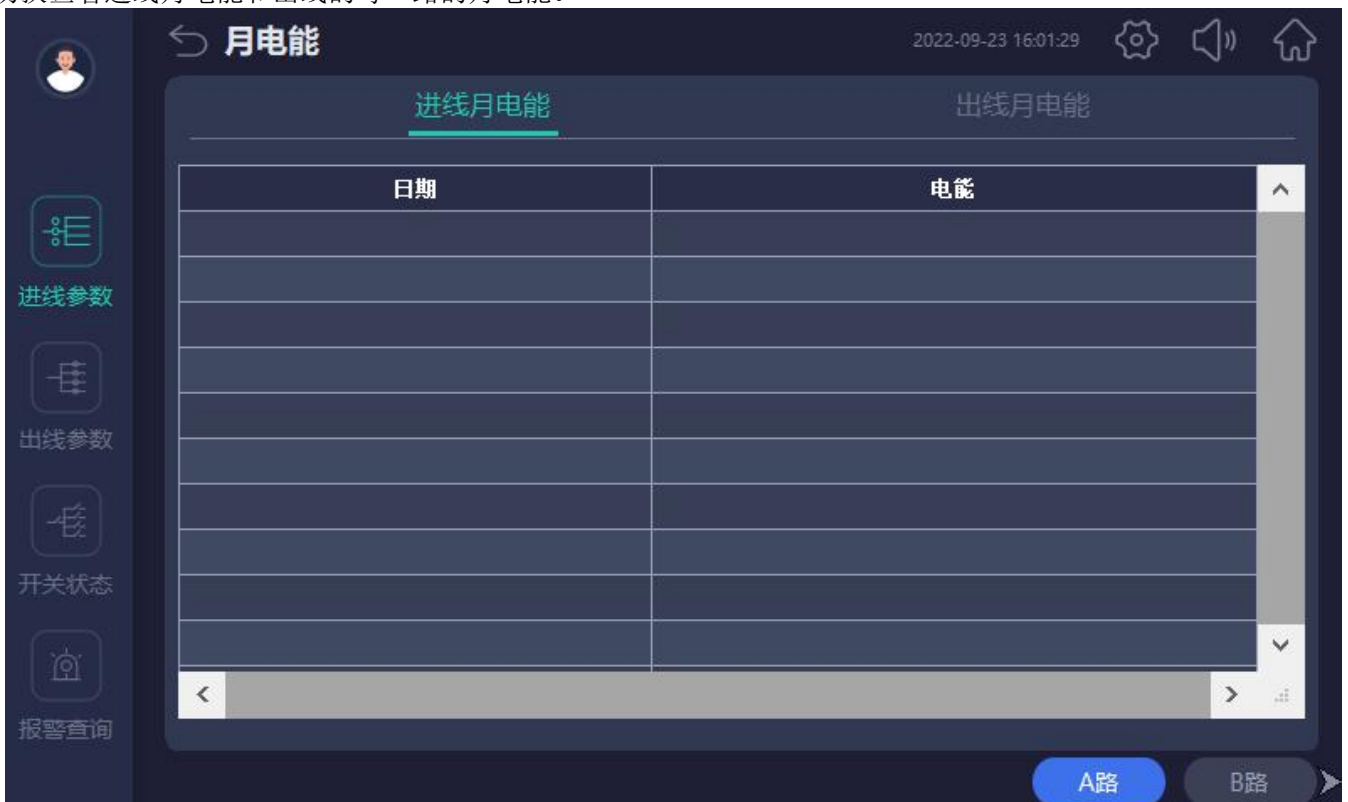 月电能
2022-09-23 16:01:29
进线月电能
出线月电能
日期
电能
进线参数
出线参数
开关状态
报警查询
A路
B路